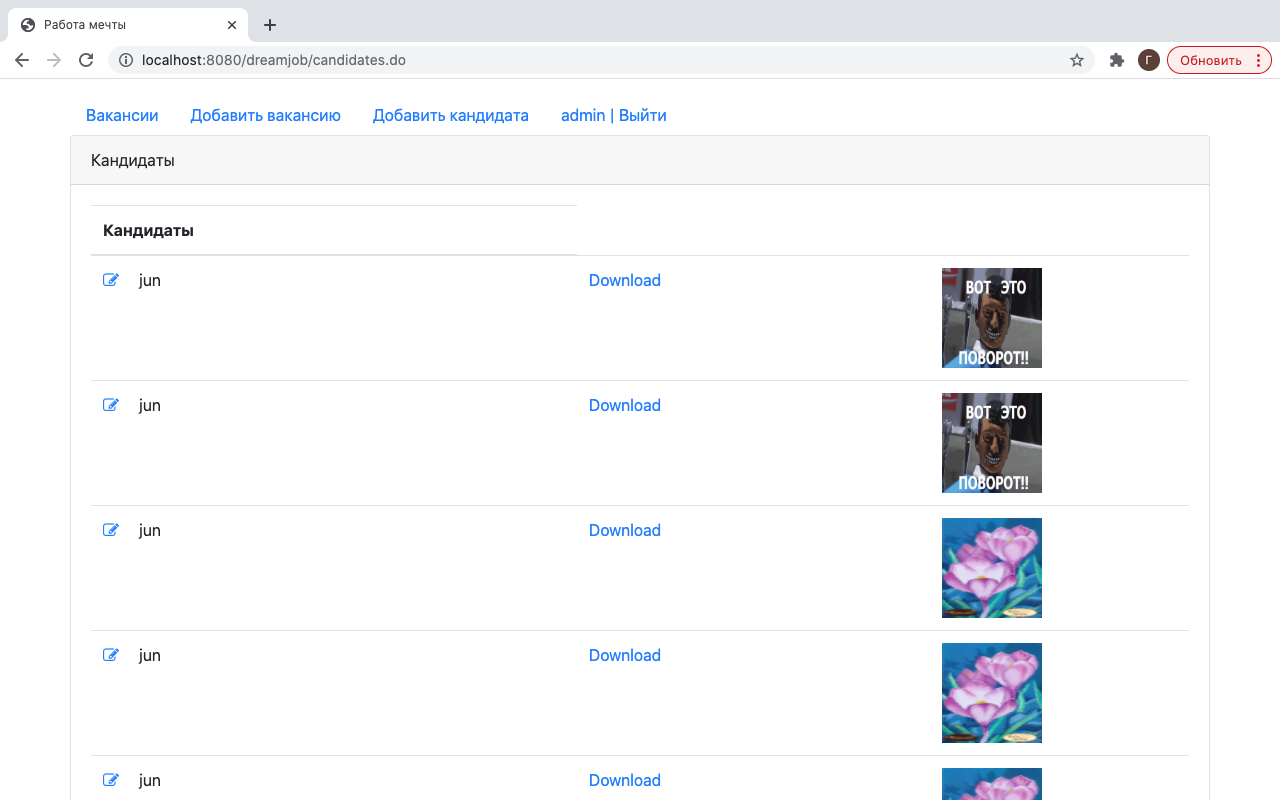 Работа мечты
localhost:8080/dreamjob/candidates.do
Г
Обновить
Вакансии Добавить вакансию Добавить кандидата admin | Выйти
Кандидаты
Кандидаты
jun Download
ВОТ ЭТО
ПОВОРОТ!!
jun Download
ВОТ ЭТО
ПОВОРОТ!!
jun Download
jun Download
jun Download